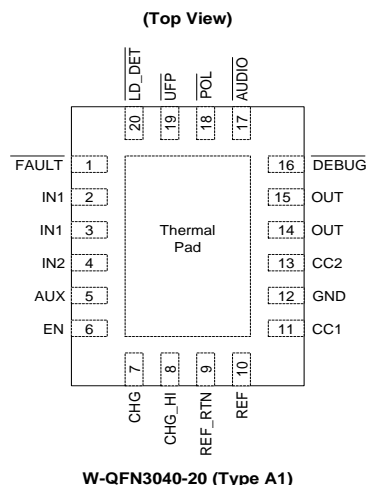 (Top View)
LD_DET
UFP
POL
AUDIO
20
19
18
17
FAULT 1
16 DEBUG
IN1 2
15 OUT
IN1 3
14 OUT
IN2 4
13 CC2
AUX 5
12 GND
EN 6
11 CC1
Thermal
Pad
7
8
9
10
CHG
CHG_HI
REF_RTN
REF
W-QFN3040-20 (Type A1)